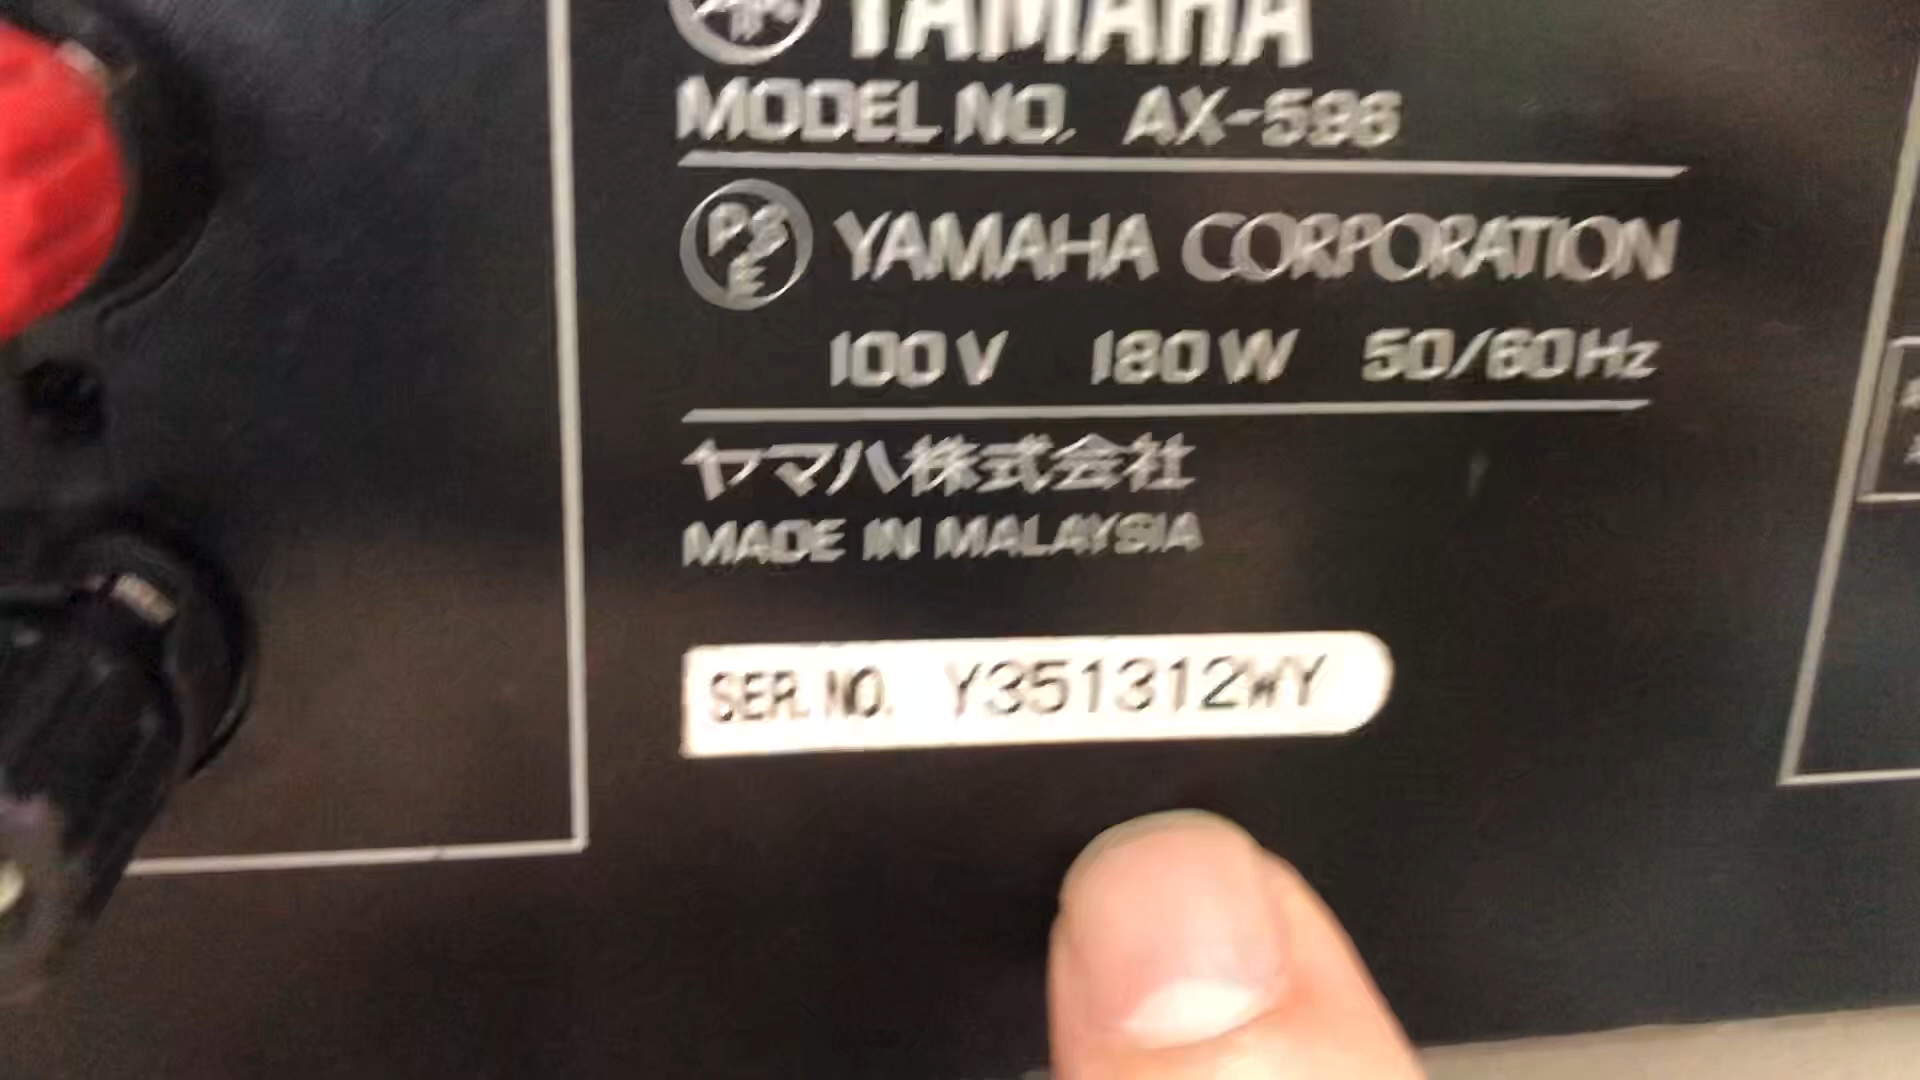 YAMAHA
MODEL NO. AX-596
PS
E
YAMAHA CORPORATION
100V 180W 50/60Hz
ヤマハ株式会社
MADE IN MALAYSIA
SER. NO. Y351312WY